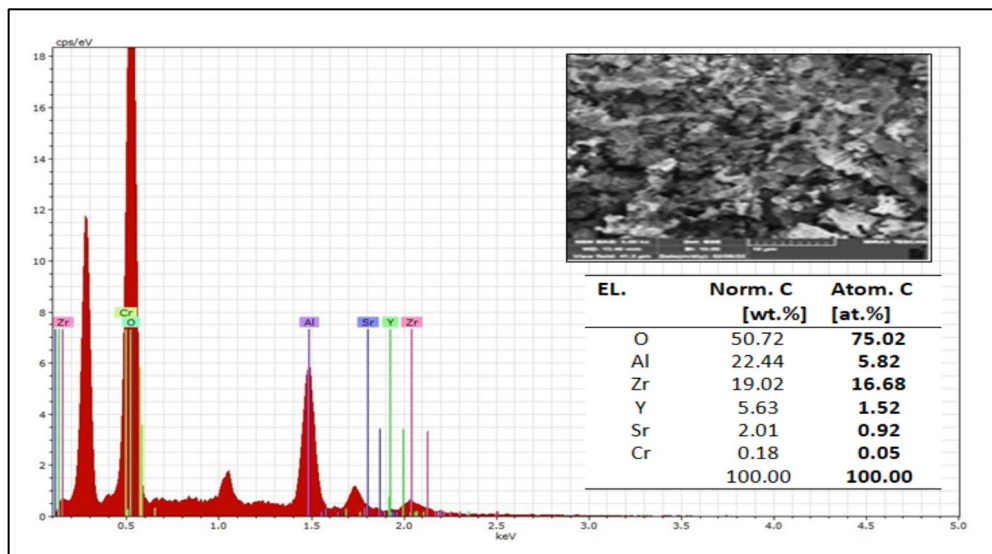 cps/eV
18
16
14
12
10
8
6
4
2
0
Zr
Cr
O
Al
Sr
Y
Zr
0.5
1.0
1.5
2.0
2.5
3.0
3.5
4.0
4.5
5.0
keV
EL. Norm. C Atom. C
[wt.%] [at.%]
O 50.72 75.02
Al 22.44 5.82
Zr 19.02 16.68
Y 5.63 1.52
Sr 2.01 0.92
Cr 0.18 0.05
100.00 100.00